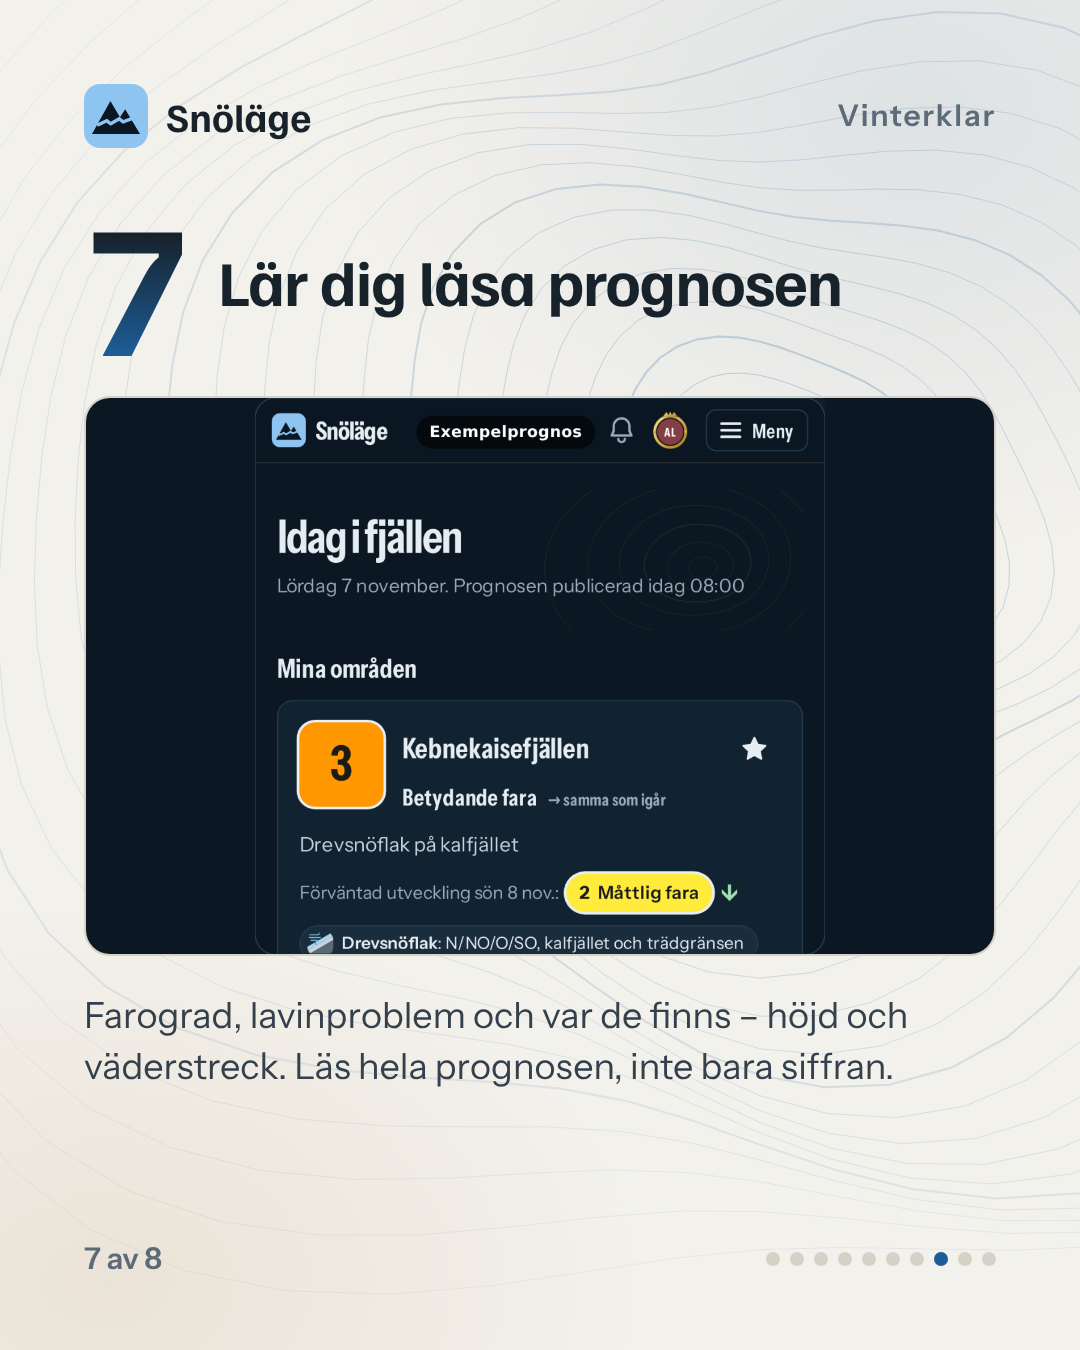 Snöläge
Vinterklar
7 Lär dig läsa prognosen
Snöläge Exempelprognos AL Meny
Idag i fjällen
Lördag 7 november. Prognosen publicerad idag 08:00
Mina områden
3 Kebnekaisefjällen
Betydande fara → samma som igår
Drevsnöflak på kalfjället
Förväntad utveckling sön 8 nov.: 2 Måttlig fara ↓
Drevsnöflak: N/NO/O/SO, kalfjället och trädgränsen
Farograd, lavinproblem och var de finns – höjd och
väderstreck. Läs hela prognosen, inte bara siffran.
7 av 8